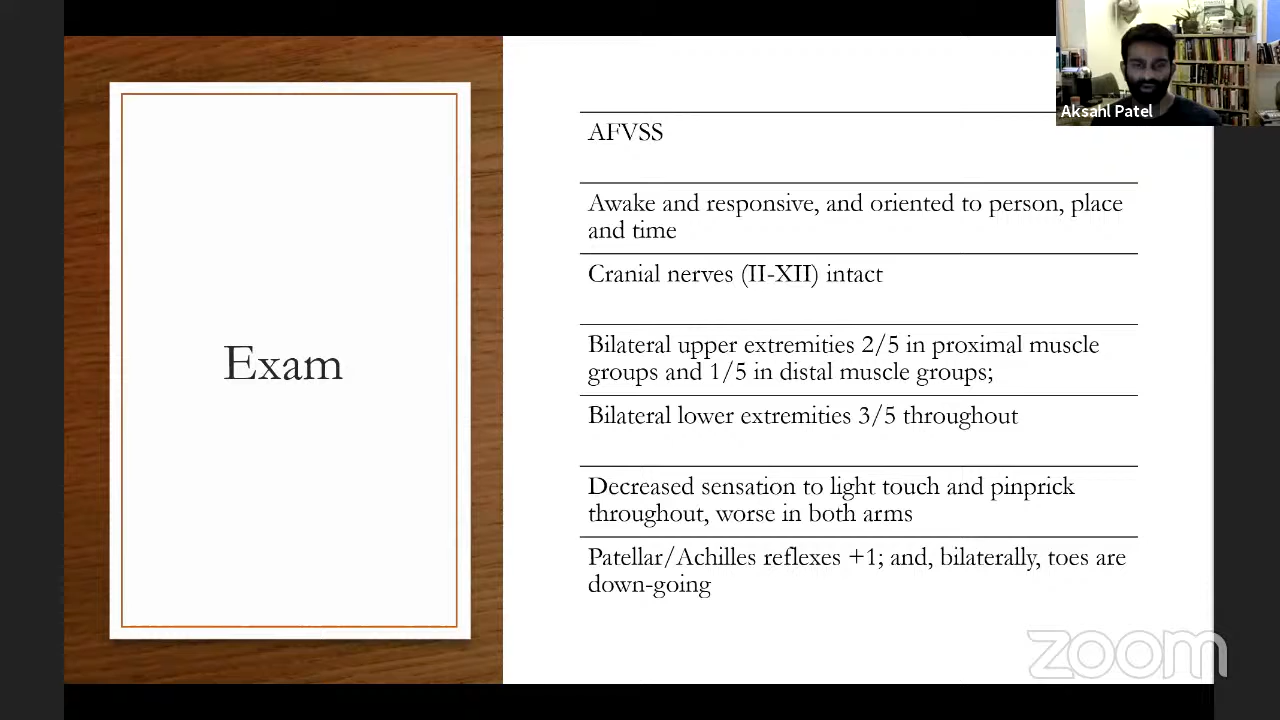 Exam
AFVSS
Awake and responsive, and oriented to person, place
and time
Cranial nerves (II-XII) intact
Bilateral upper extremities 2/5 in proximal muscle
groups and 1/5 in distal muscle groups;
Bilateral lower extremities 3/5 throughout
Decreased sensation to light touch and pinprick
throughout, worse in both arms
Patellar/Achilles reflexes +1; and, bilaterally, toes are
down-going
Aksahl Patel
zoom